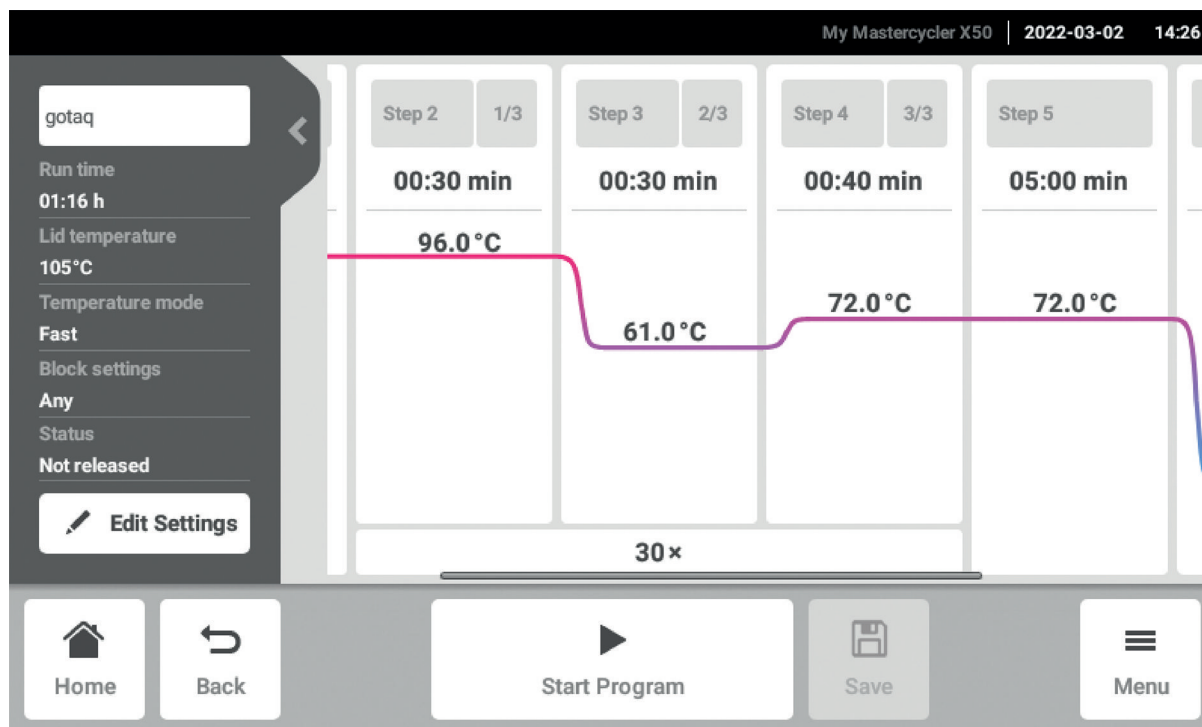 My Mastercycler X50 2022-03-02 14:26
gotaq
Run time
01:16 h
Lid temperature
105°C
Temperature mode
Fast
Block settings
Any
Status
Not released
Edit Settings
Step 2 1/3 Step 3 2/3 Step 4 3/3 Step 5
00:30 min 00:30 min 00:40 min 05:00 min
96.0°C
72.0°C 72.0°C
61.0°C
30×
Home Back Start Program Save Menu